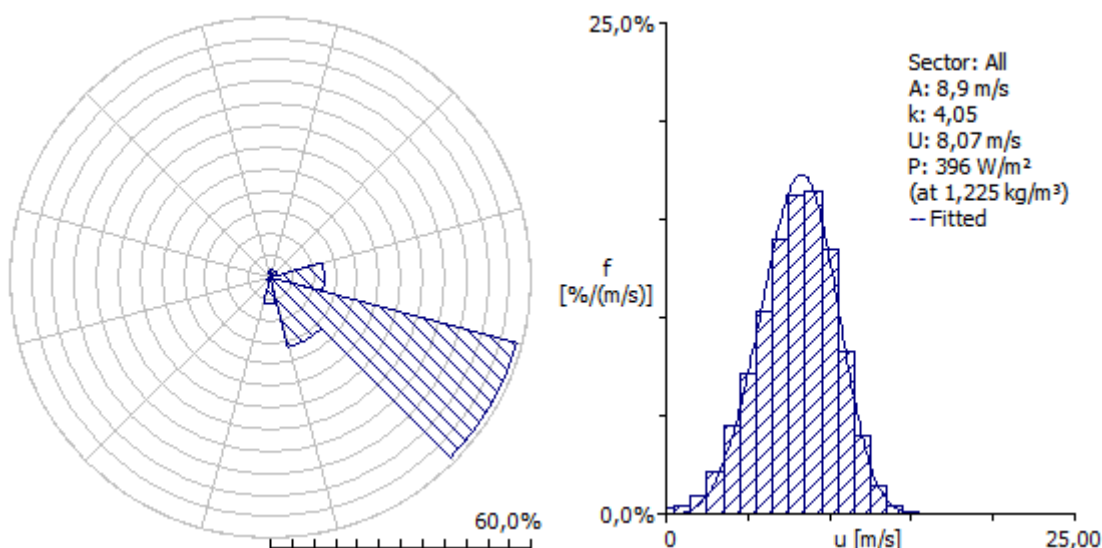 60,0%
25,0%
f
[%/(m/s)]
0,0%
0
u [m/s]
25,00
Sector: All
A: 8,9 m/s
k: 4,05
U: 8,07 m/s
P: 396 W/m²
(at 1,225 kg/m³)
-- Fitted